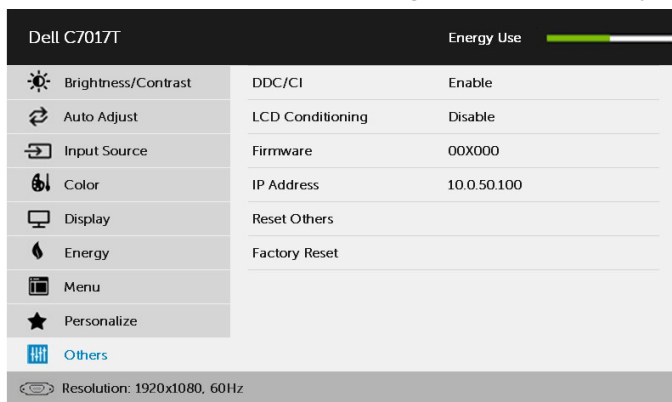 Dell C7017T Energy Use
Brightness/Contrast DDC/CI Enable
Auto Adjust LCD Conditioning Disable
Input Source Firmware 00X000
Color IP Address 10.0.50.100
Display Reset Others
Energy Factory Reset
Menu
Personalize
Others
Resolution: 1920x1080, 60Hz